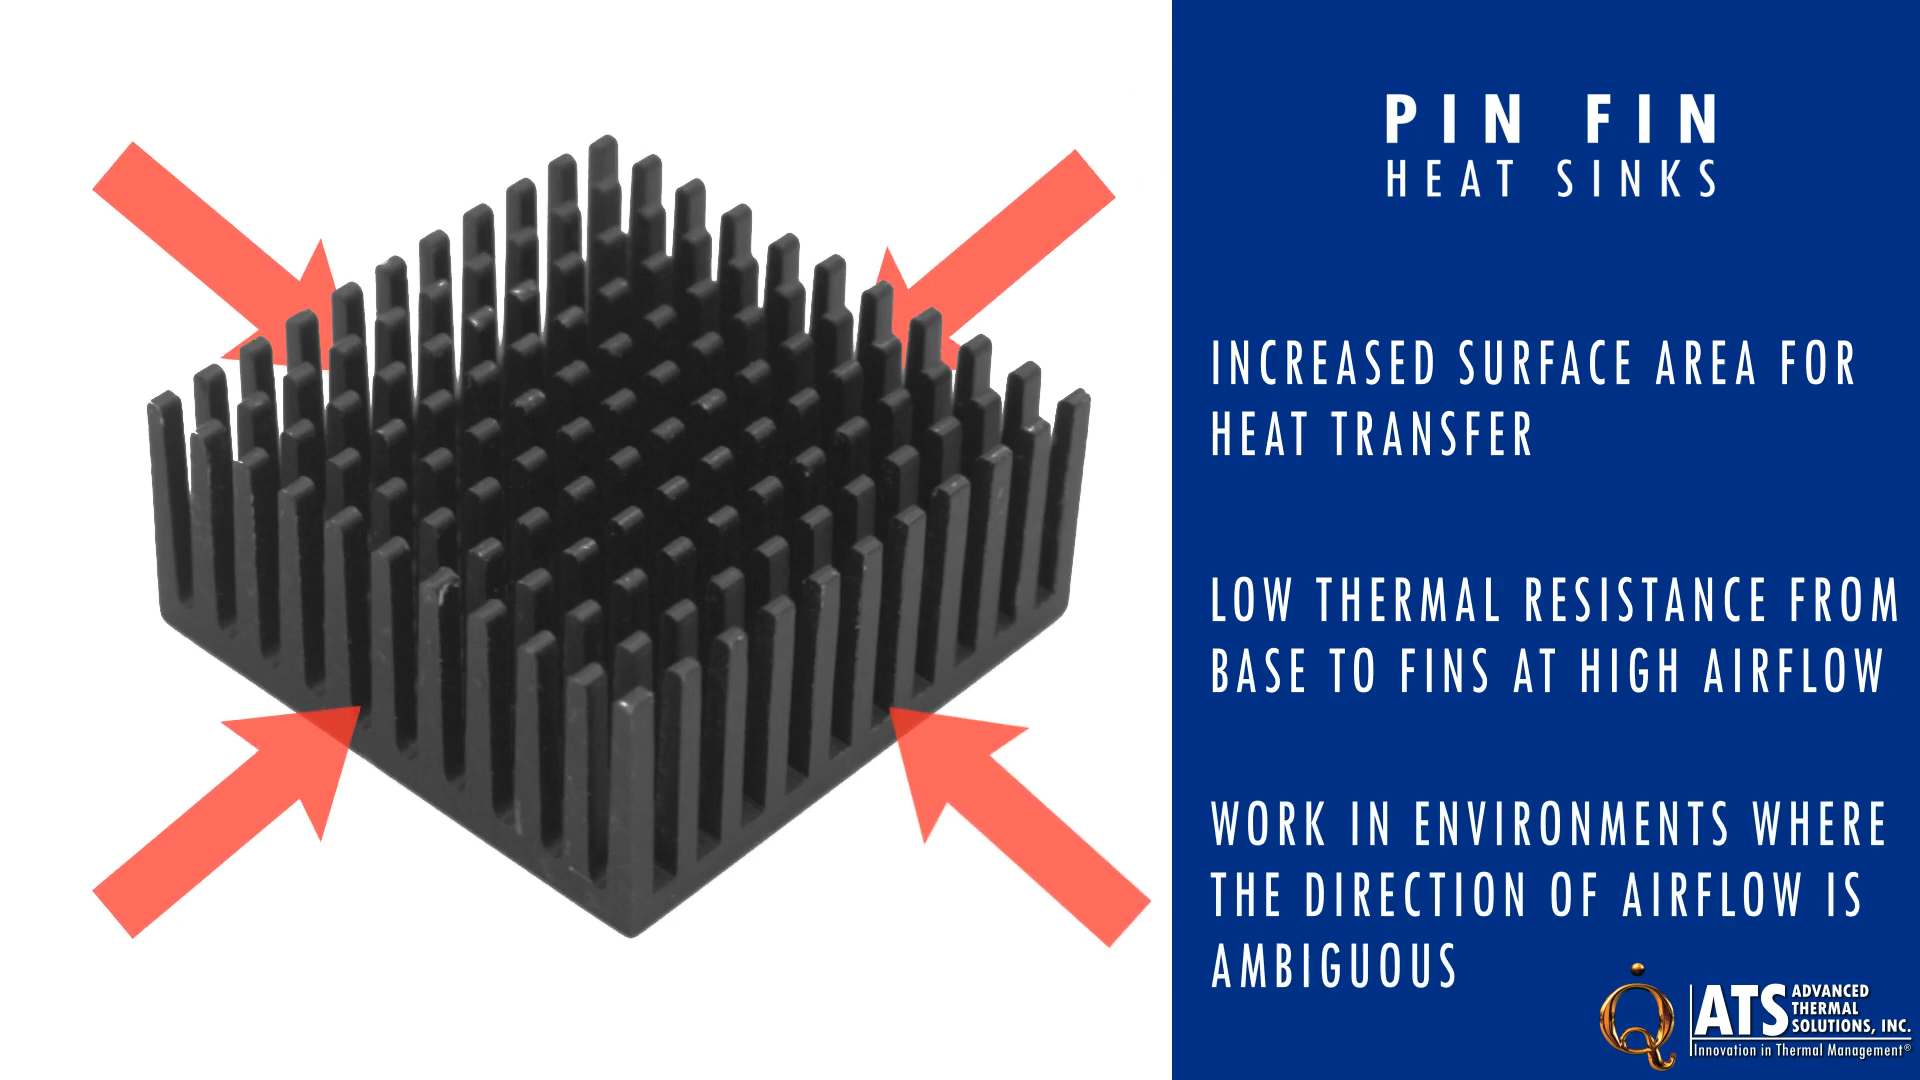 PIN FIN
HEAT SINKS
INCREASED SURFACE AREA FOR
HEAT TRANSFER
LOW THERMAL RESISTANCE FROM
BASE TO FINS AT HIGH AIRFLOW
WORK IN ENVIRONMENTS WHERE
THE DIRECTION OF AIRFLOW IS
AMBIGUOUS
ATS ADVANCED
THERMAL
SOLUTIONS, INC.
Innovation in Thermal Management®